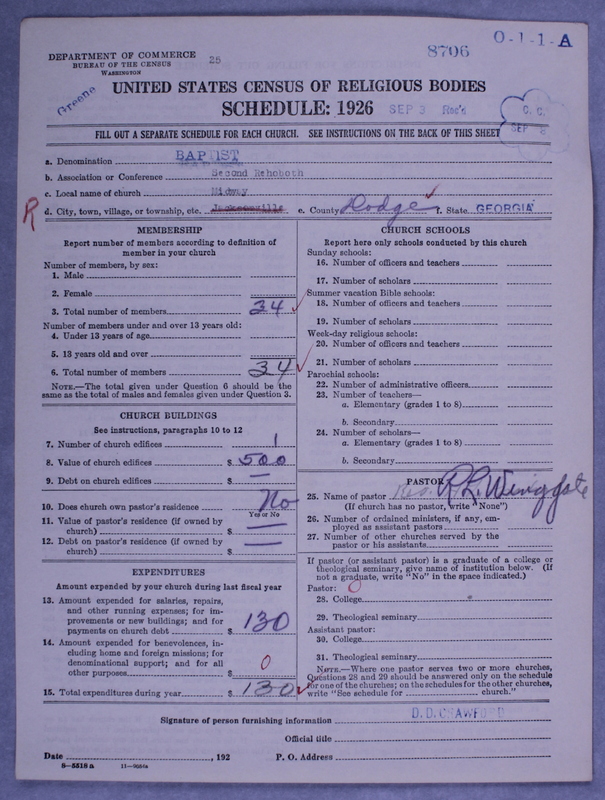 8706
O-1-1-A
DEPARTMENT OF COMMERCE
BUREAU OF THE CENSUS
WASHINGTON
25
Greene
UNITED STATES CENSUS OF RELIGIOUS BODIES
SCHEDULE: 1926
SEP 3 Rec's
C. C.
SEP 8
FILL OUT A SEPARATE SCHEDULE FOR EACH CHURCH. SEE INSTRUCTIONS ON THE BACK OF THIS SHEET
a. Denomination BAPTIST
b. Association or Conference Second Rehoboth
c. Local name of church Midway
R d. City, town, village, or township, etc. Jacksonville e. County Dodge f. State GEORGIA
MEMBERSHIP
Report number of members according to definition of
member in your church
Number of members, by sex:
1. Male
2. Female
3. Total number of members 34
Number of members under and over 13 years old:
4. Under 13 years of age
5. 13 years old and over
6. Total number of members 34
NOTE.—The total given under Question 6 should be the
same as the total of males and females given under Question 3.
CHURCH BUILDINGS
See instructions, paragraphs 10 to 12
7. Number of church edifices 1
8. Value of church edifices $ 500
9. Debt on church edifices $ —
10. Does church own pastor's residence No
Yes or No
11. Value of pastor's residence (if owned by
church) $ —
12. Debt on pastor's residence (if owned by
church) $ —
EXPENDITURES
Amount expended by your church during last fiscal year
13. Amount expended for salaries, repairs,
and other running expenses; for im-
provements or new buildings; and for
payments on church debt $ 130
14. Amount expended for benevolences, in-
cluding home and foreign missions; for
denominational support; and for all
other purposes $ 0
15. Total expenditures during year $ 130
CHURCH SCHOOLS
Report here only schools conducted by this church
Sunday schools:
16. Number of officers and teachers
17. Number of scholars
Summer vacation Bible schools:
18. Number of officers and teachers
19. Number of scholars
Week-day religious schools:
20. Number of officers and teachers
21. Number of scholars
Parochial schools:
22. Number of administrative officers
23. Number of teachers—
a. Elementary (grades 1 to 8)
b. Secondary
24. Number of scholars—
a. Elementary (grades 1 to 8)
b. Secondary
PASTOR
25. Name of pastor Rev. R. L. Winggate
(If church has no pastor, write "None")
26. Number of ordained ministers, if any, em-
ployed as assistant pastors
27. Number of other churches served by the
pastor or his assistants
If pastor (or assistant pastor) is a graduate of a college or
theological seminary, give name of institution below. (If
not a graduate, write "No" in the space indicated.)
Pastor: 0
28. College
29. Theological seminary
Assistant pastor:
30. College
31. Theological seminary
NOTE.—Where one pastor serves two or more churches,
Questions 28 and 29 should be answered only on the schedule
for one of the churches; on the schedules for the other churches,
write "See schedule for church."
Signature of person furnishing information D. D. CRAWFORD
Official title
Date , 192 P. O. Address
8—5518 a 11—9056a